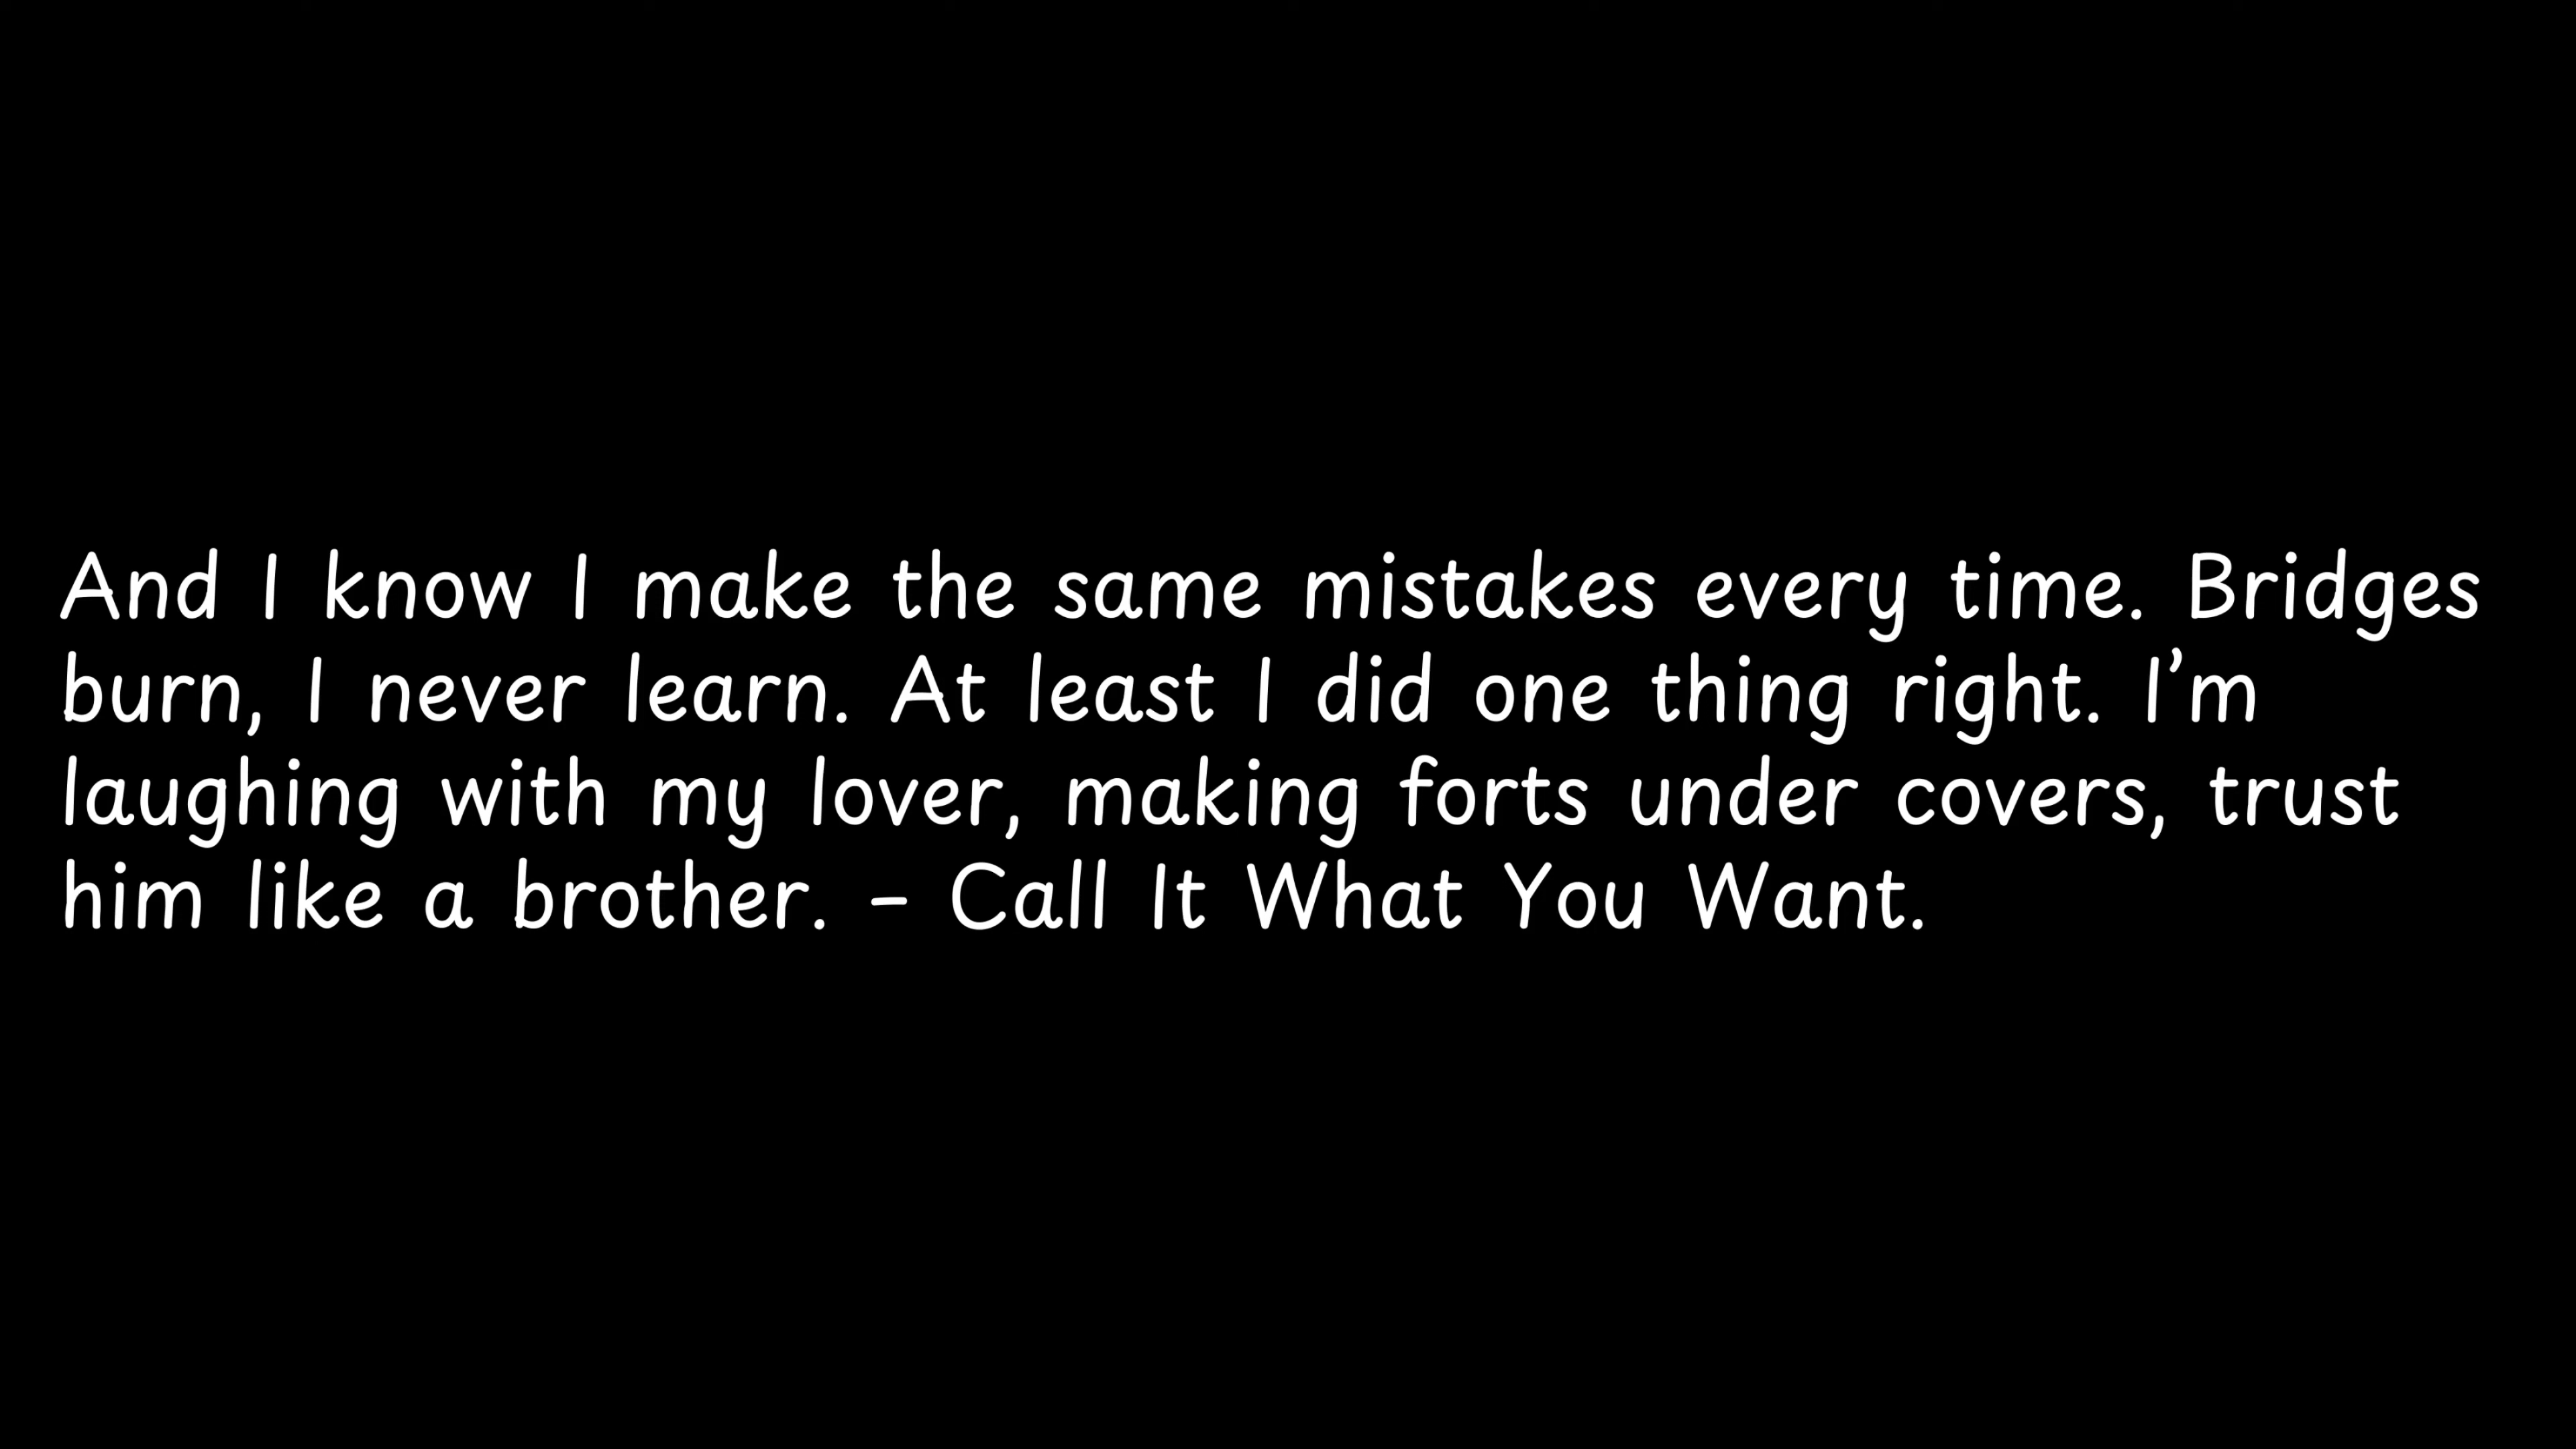 And I know I make the same mistakes every time. Bridges
burn, I never learn. At least I did one thing right. I’m
laughing with my lover, making forts under covers, trust
him like a brother. - Call It What You Want.